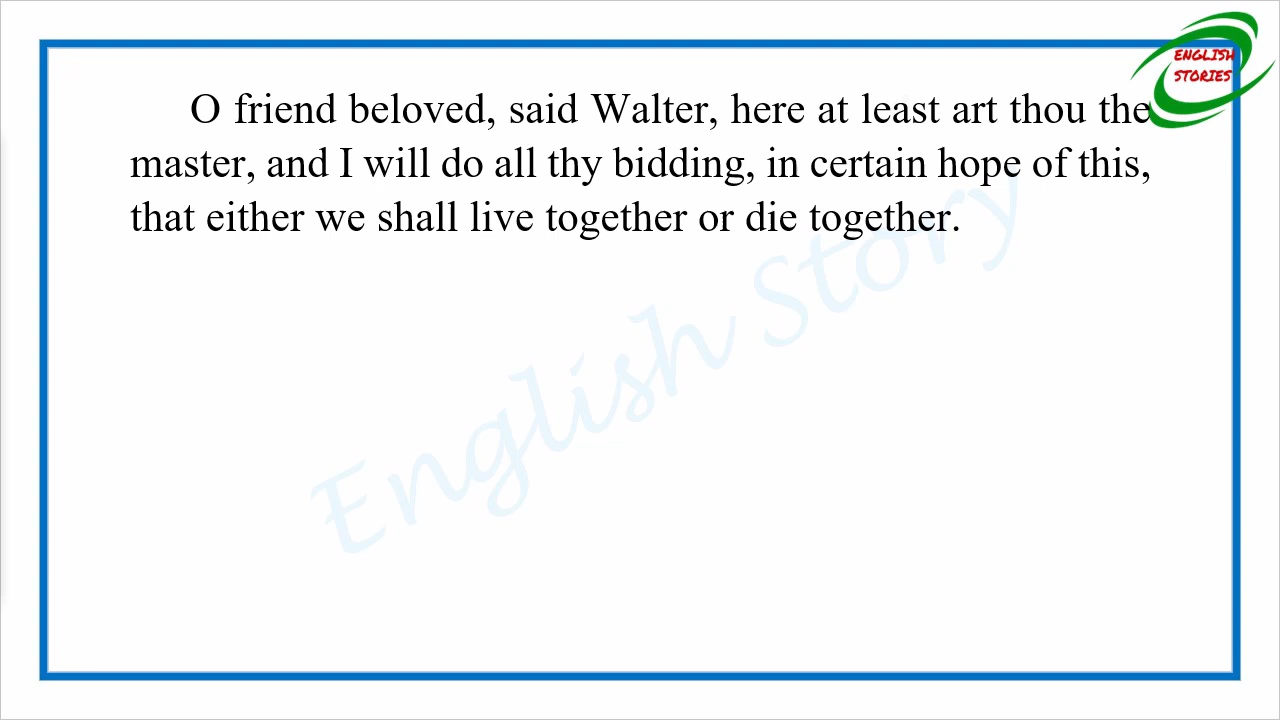 ENGLISH
STORIES
O friend beloved, said Walter, here at least art thou the
master, and I will do all thy bidding, in certain hope of this,
that either we shall live together or die together.
English Story